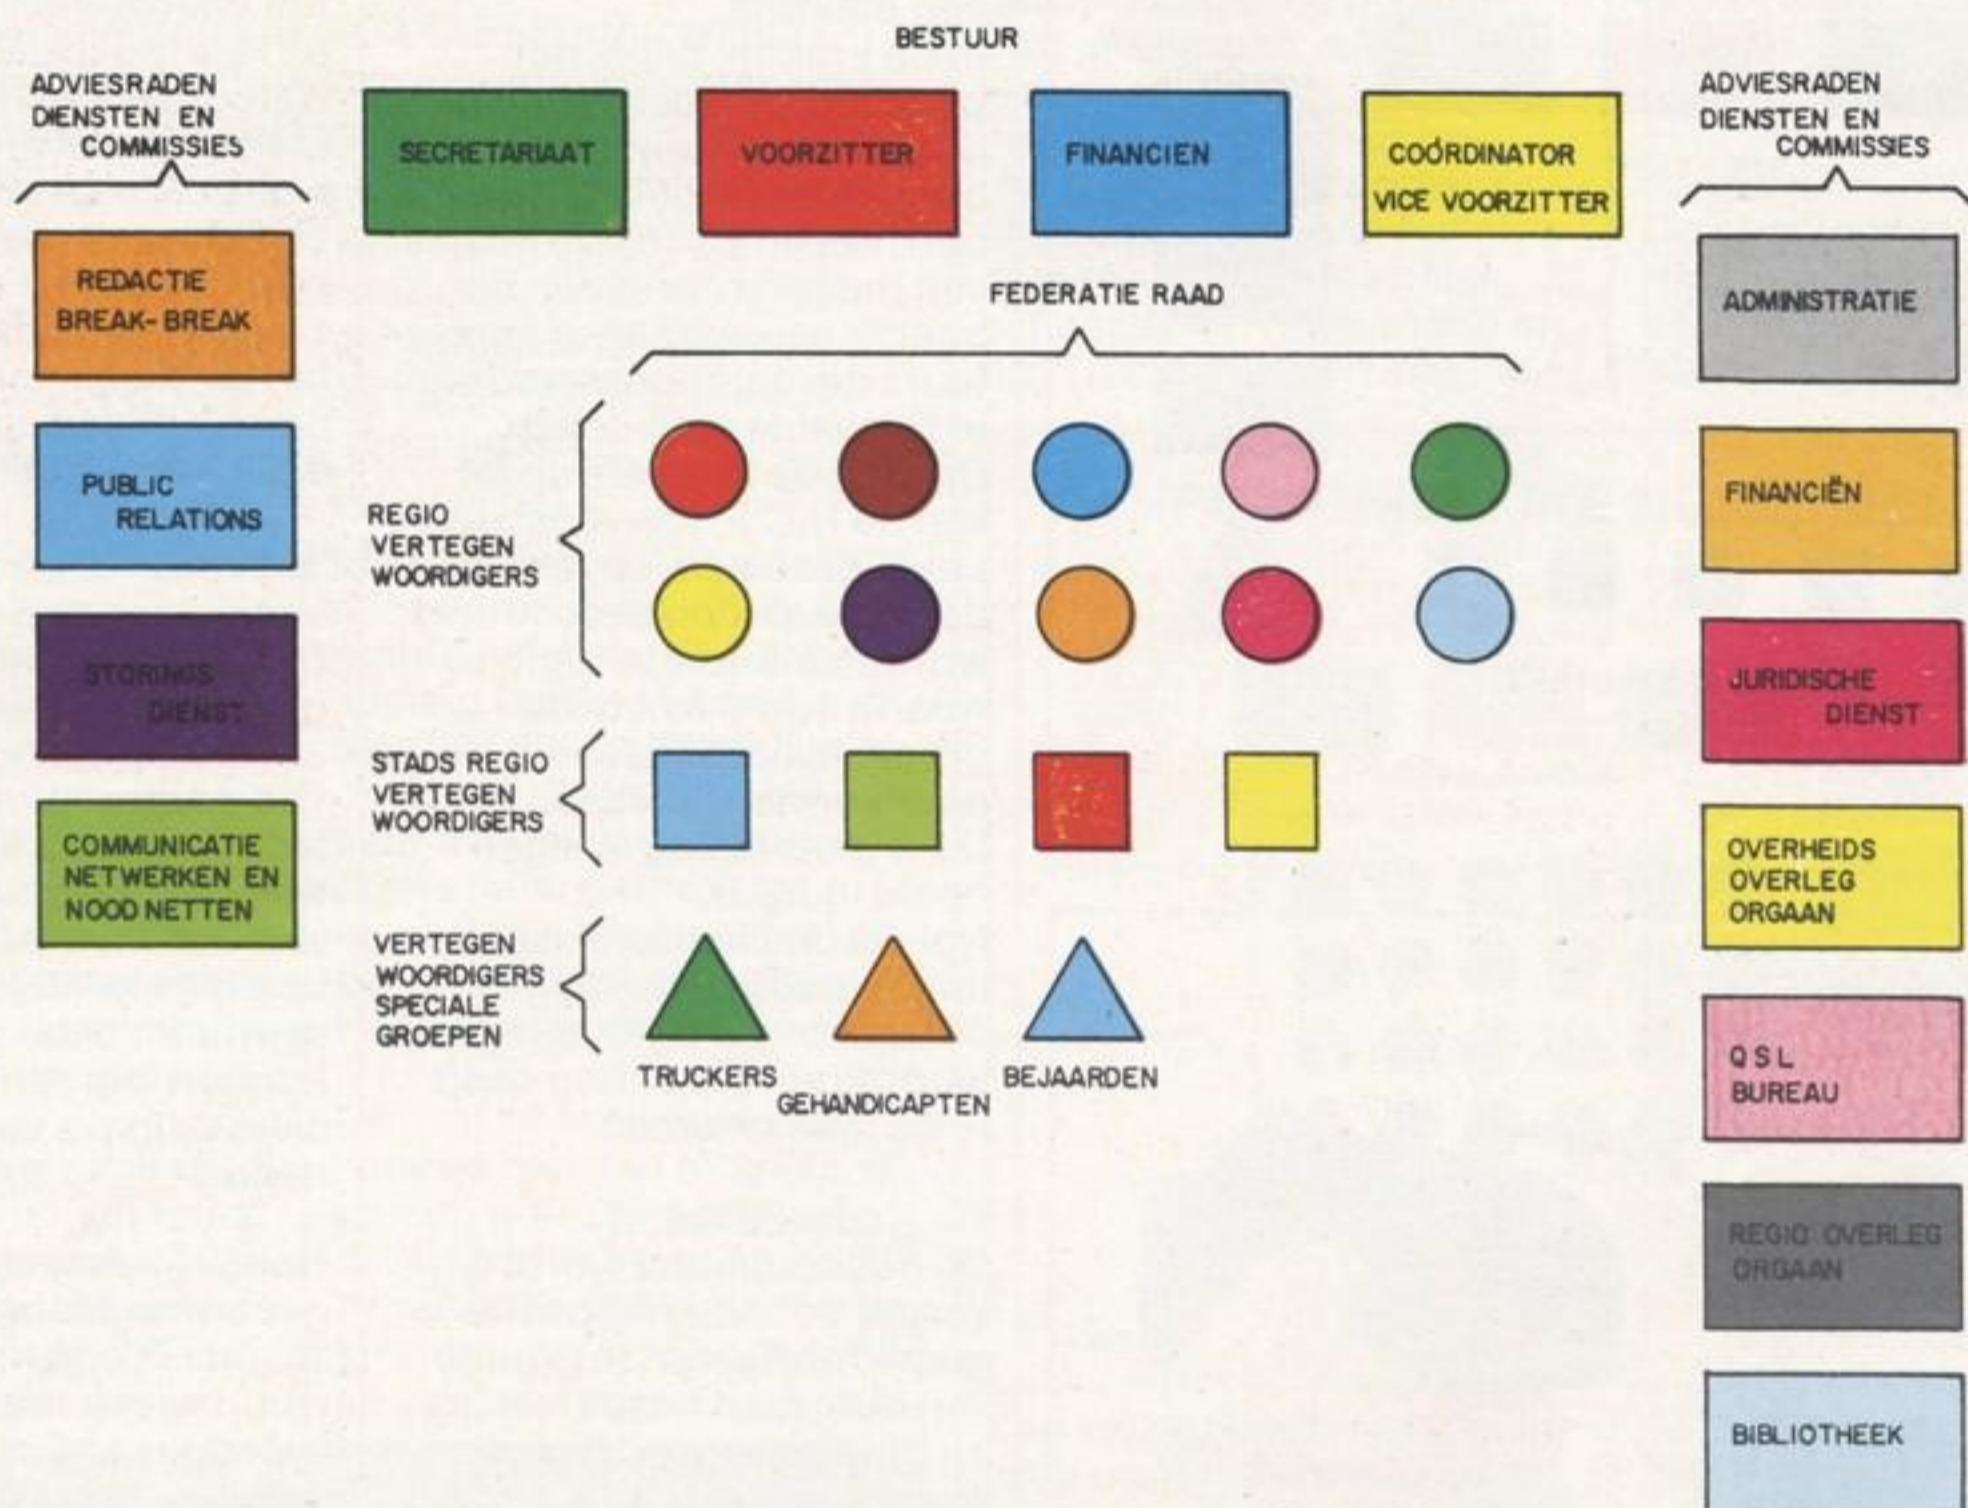 BESTUUR
ADVIESRADEN
DIENSTEN EN
COMMISSIES
SECRETARIAAT
VOORZITTER
FINANCIEN
COÓRDINATOR
VICE VOORZITTER
ADVIESRADEN
DIENSTEN EN
COMMISSIES
REDACTIE
BREAK-BREAK
PUBLIC
RELATIONS
STORINGS
DIENST
COMMUNICATIE
NETWERKEN EN
NOOD NETTEN
FEDERATIE RAAD
REGIO
VERTEGEN
WOORDIGERS
STADS REGIO
VERTEGEN
WOORDIGERS
VERTEGEN
WOORDIGERS
SPECIALE
GROEPEN
TRUCKERS
GEHANDICAPTEN
BEJAARDEN
ADMINISTRATIE
FINANCIËN
JURIDISCHE
DIENST
OVERHEIDS
OVERLEG
ORGAAN
QSL
BUREAU
REGIO OVERLEG
ORGAAN
BIBLIOTHEEK